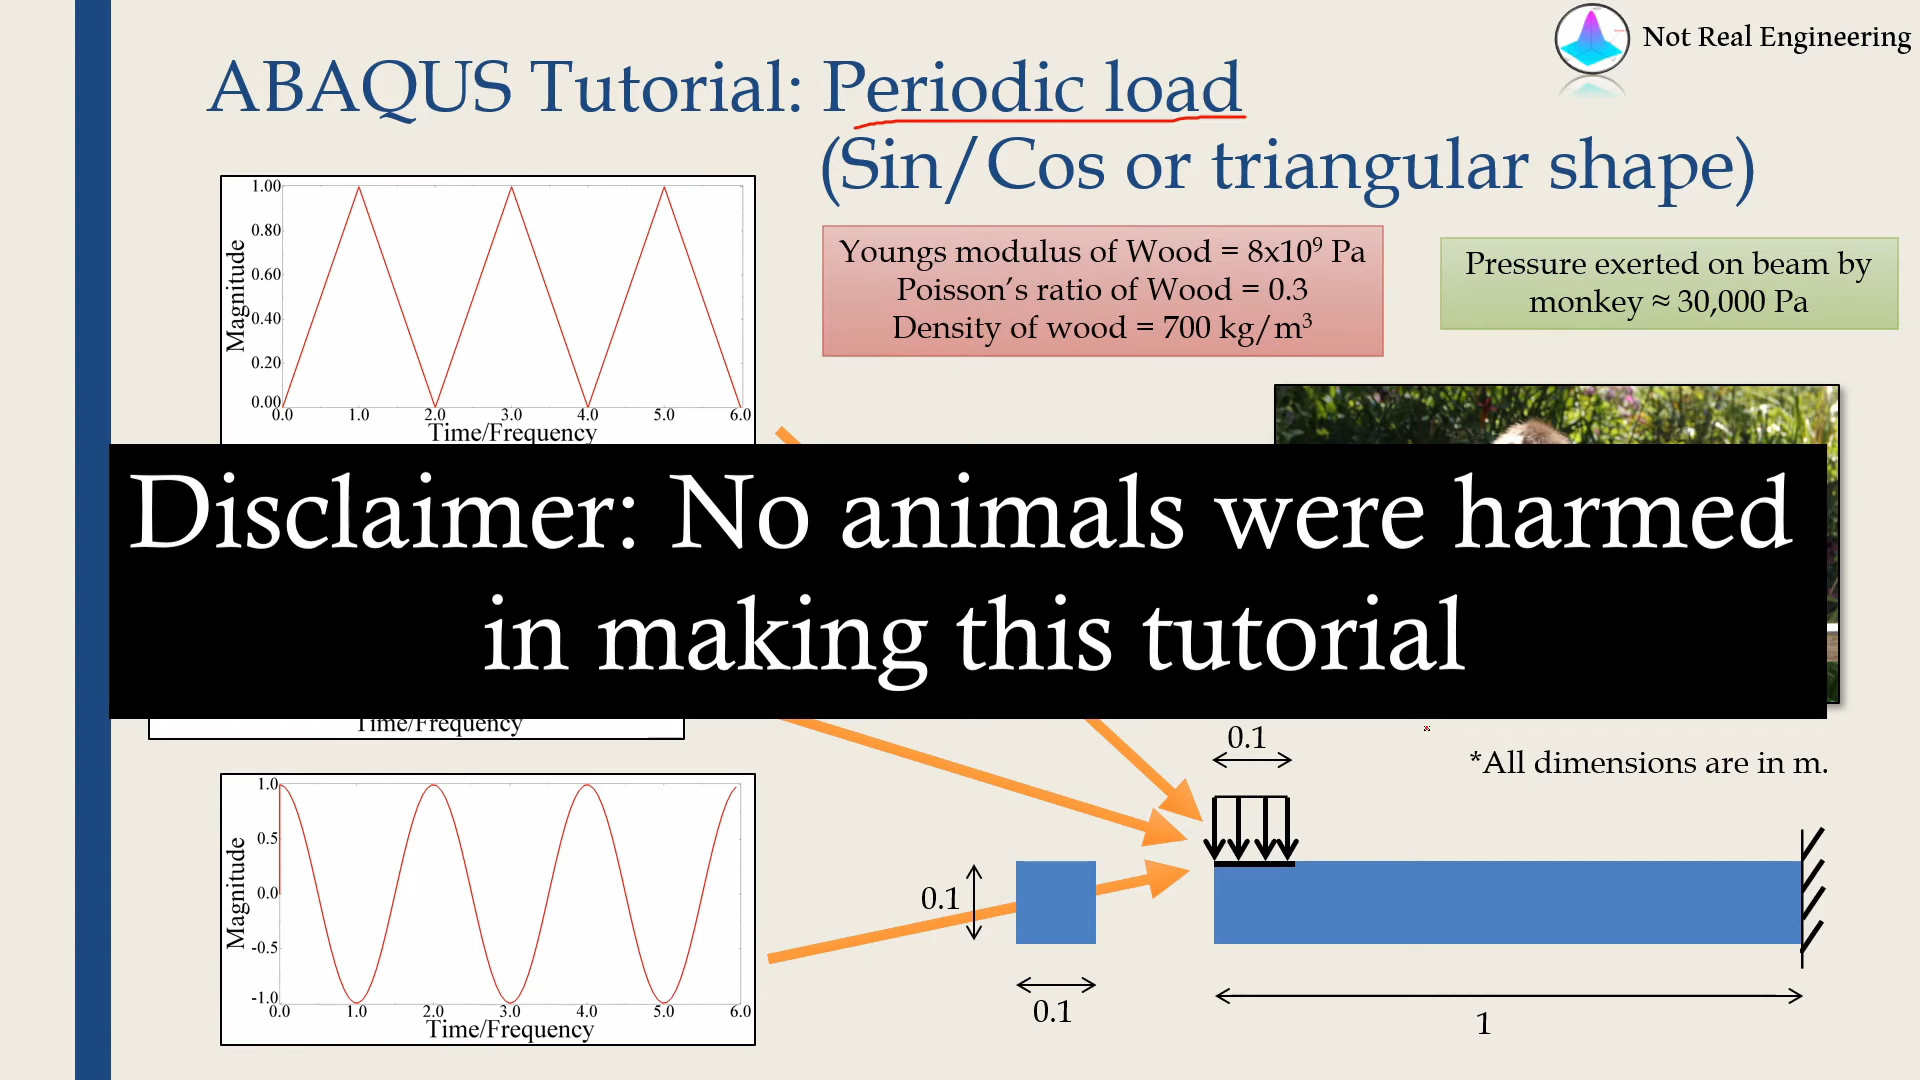 Not Real Engineering
ABAQUS Tutorial: Periodic load
(Sin/Cos or triangular shape)
1.00
0.80
0.60
0.40
0.20
0.00
Magnitude
0.0 1.0 2.0 3.0 4.0 5.0 6.0
Time/Frequency
Youngs modulus of Wood = 8x10⁹ Pa
Poisson's ratio of Wood = 0.3
Density of wood = 700 kg/m³
Pressure exerted on beam by
monkey ≈ 30,000 Pa
Disclaimer: No animals were harmed
in making this tutorial
Time/Frequency
0.1
*All dimensions are in m.
1.0
0.5
0.0
-0.5
-1.0
Magnitude
0.0 1.0 2.0 3.0 4.0 5.0 6.0
Time/Frequency
0.1
0.1
1